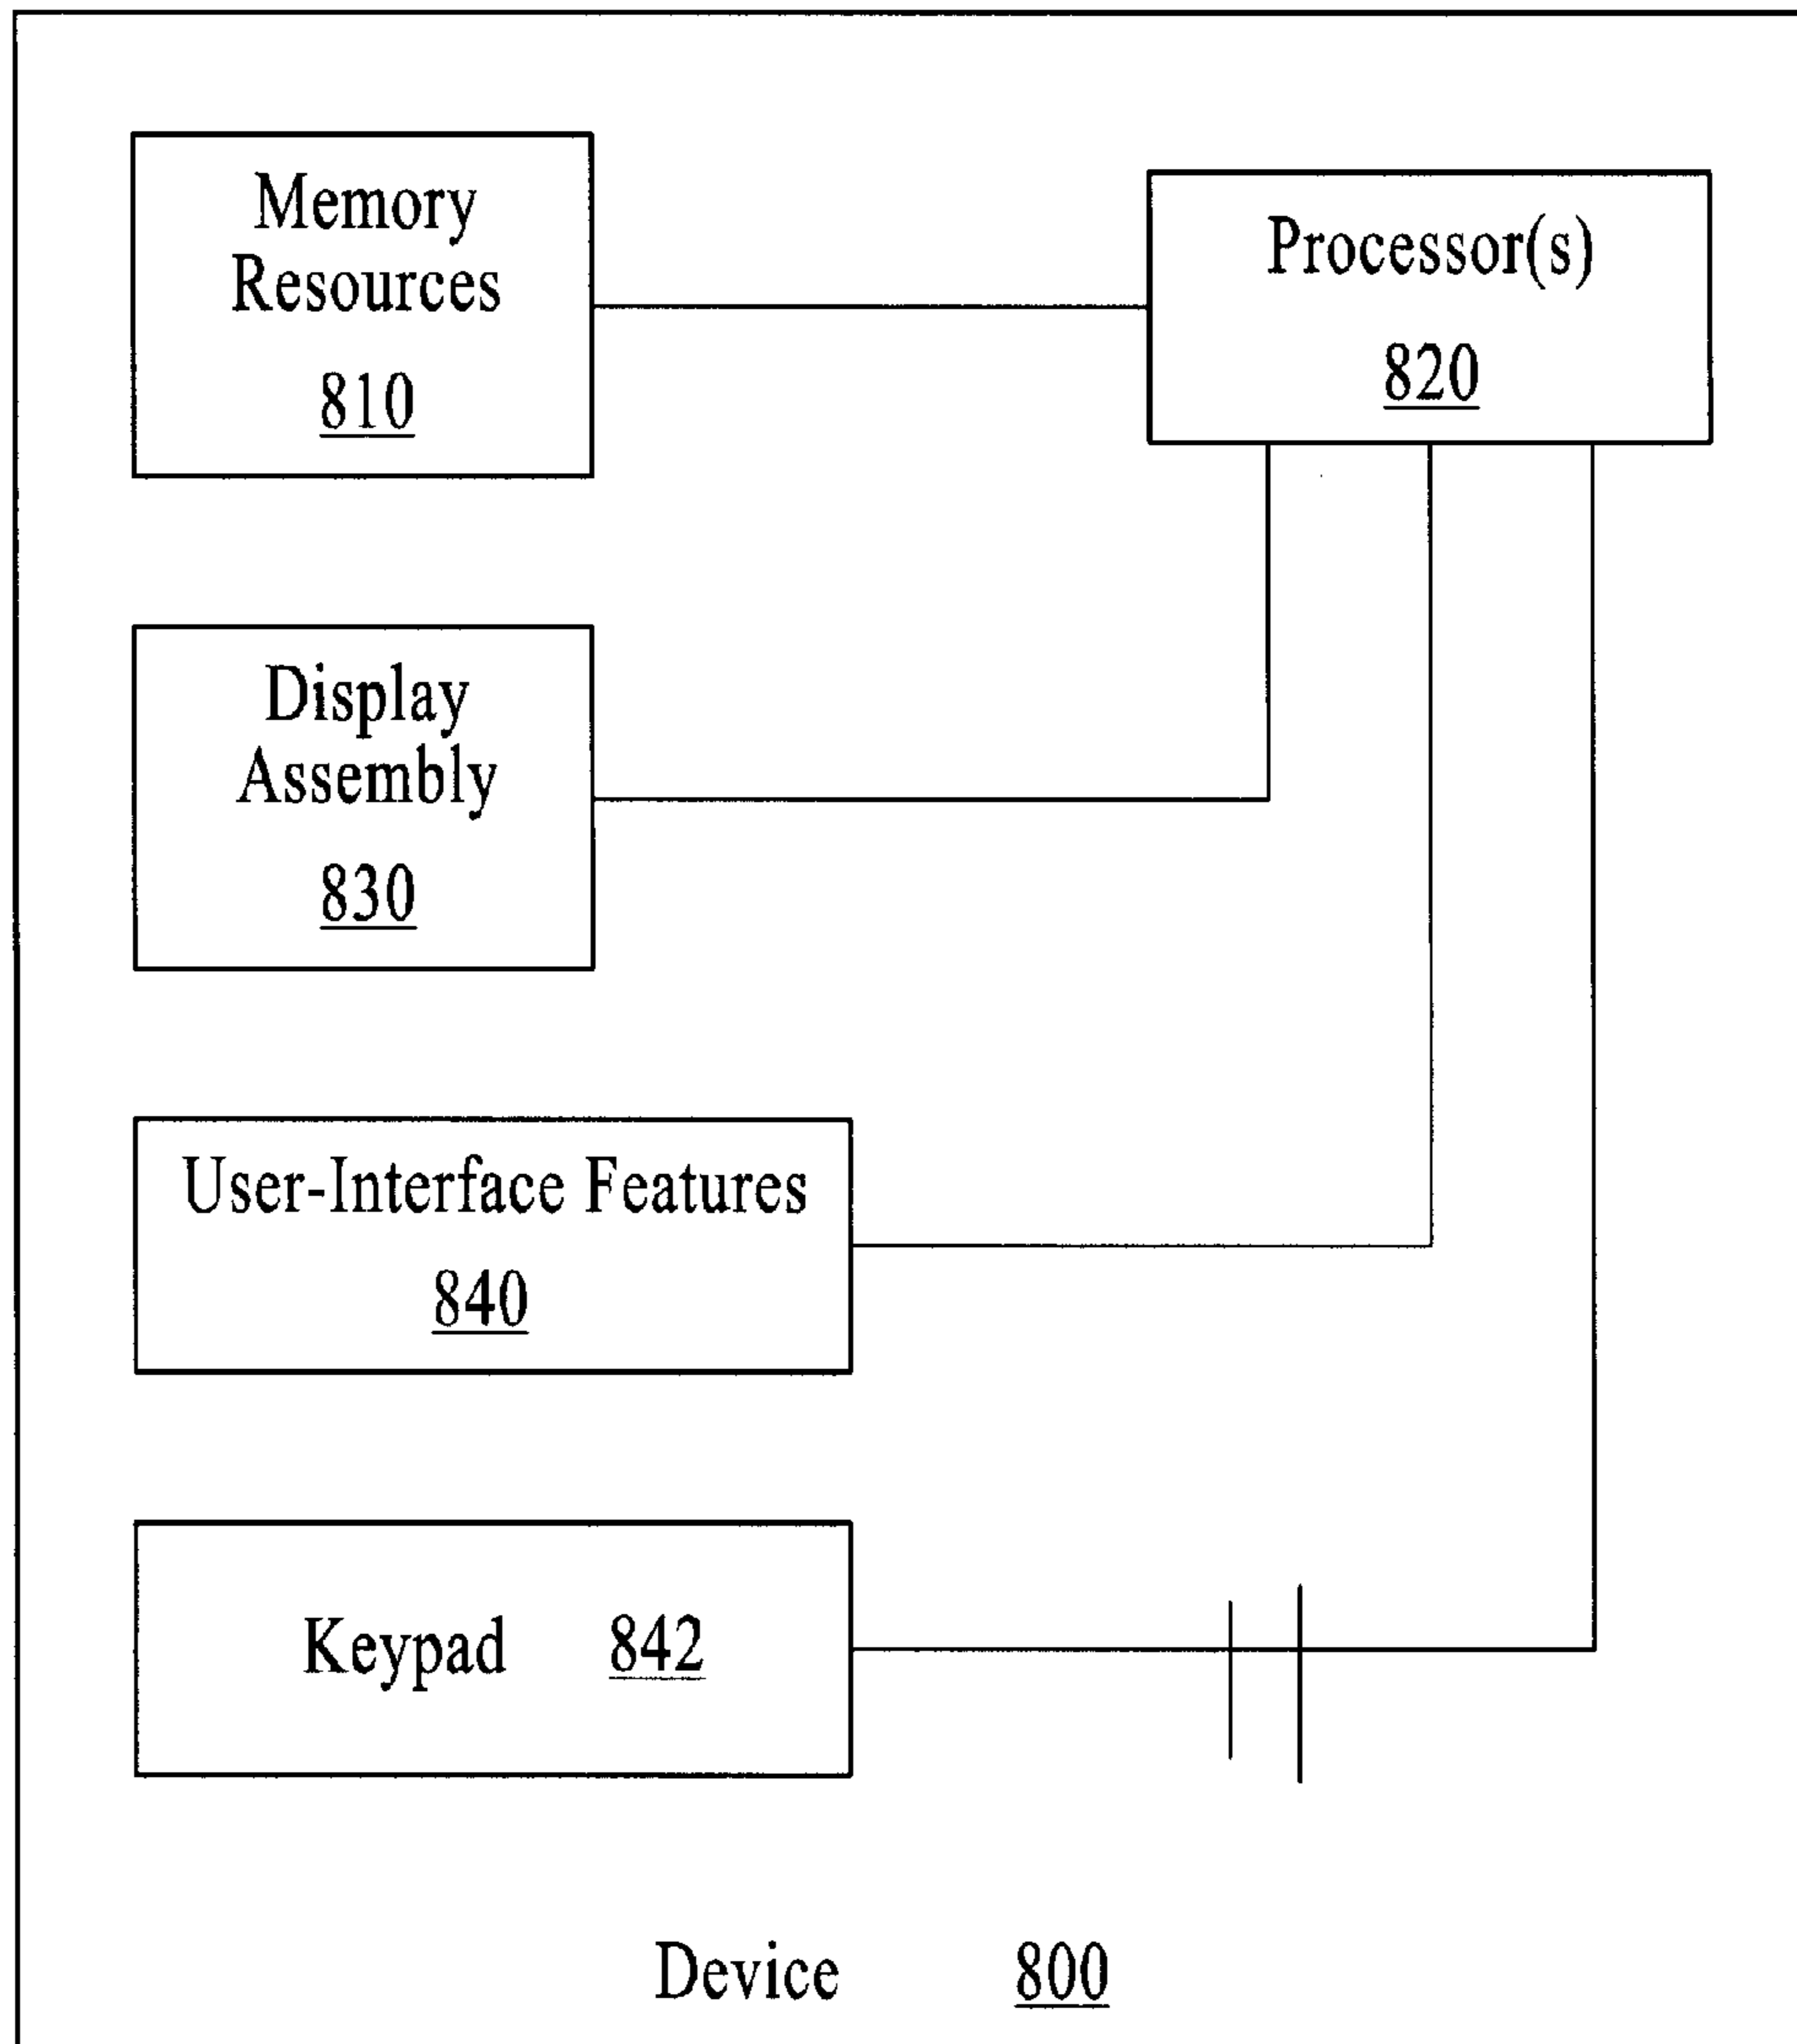 Memory
Resources
810
Processor(s)
820
Display
Assembly
830
User-Interface Features
840
Keypad 842
Device 800